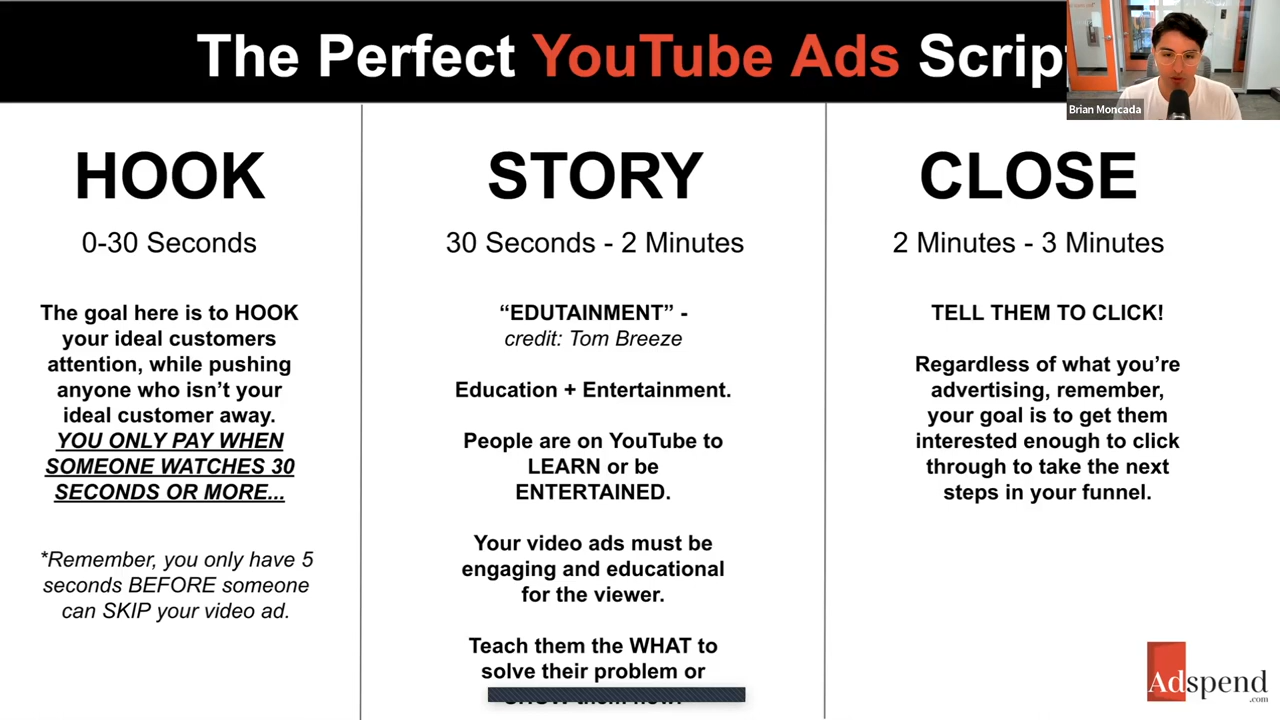 The Perfect YouTube Ads Script
Brian Moncada
HOOK
0-30 Seconds
The goal here is to HOOK
your ideal customers
attention, while pushing
anyone who isn't your
ideal customer away.
YOU ONLY PAY WHEN
SOMEONE WATCHES 30
SECONDS OR MORE...
*Remember, you only have 5
seconds BEFORE someone
can SKIP your video ad.
STORY
30 Seconds - 2 Minutes
“EDUTAINMENT” -
credit: Tom Breeze
Education + Entertainment.
People are on YouTube to
LEARN or be
ENTERTAINED.
Your video ads must be
engaging and educational
for the viewer.
Teach them the WHAT to
solve their problem or
CLOSE
2 Minutes - 3 Minutes
TELL THEM TO CLICK!
Regardless of what you're
advertising, remember,
your goal is to get them
interested enough to click
through to take the next
steps in your funnel.
Adspend
.com